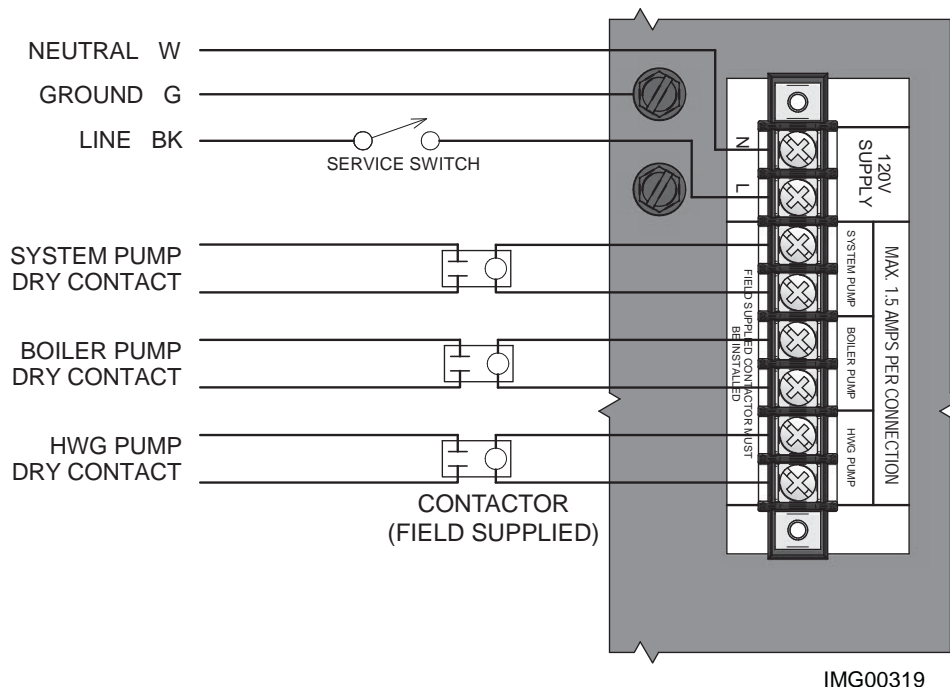 NEUTRAL W
GROUND G
LINE BK
SERVICE SWITCH
SYSTEM PUMP
DRY CONTACT
BOILER PUMP
DRY CONTACT
HWG PUMP
DRY CONTACT
CONTACTOR
(FIELD SUPPLIED)
N
L
120V
SUPPLY
SYSTEM PUMP
BOILER PUMP
HWG PUMP
MAX. 1.5 AMPS PER CONNECTION
FIELD SUPPLIED CONTACTOR MUST
BE INSTALLED
IMG00319